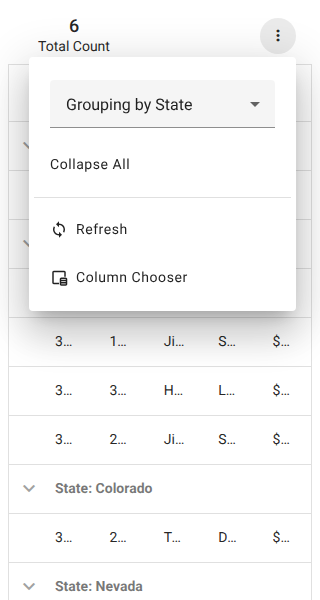 6
Total Count
Grouping by State
Collapse All
Refresh
Column Chooser
3... 1... Ji... S... $...
3... 3... H... L... $...
3... 2... Ji... S... $...
State: Colorado
3... 2... T... D... $...
State: Nevada